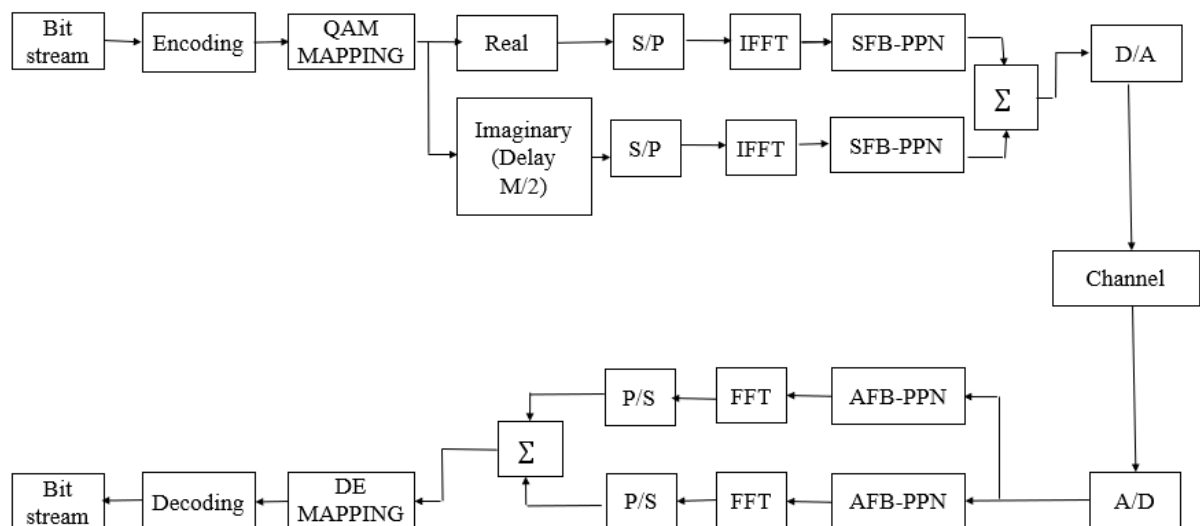 Bit
stream
Encoding
QAM
MAPPING
Real
S/P
IFFT
SFB-PPN
D/A
Imaginary
(Delay
M/2)
S/P
IFFT
SFB-PPN
Σ
Channel
P/S
FFT
AFB-PPN
Σ
Bit
stream
Decoding
DE
MAPPING
P/S
FFT
AFB-PPN
A/D